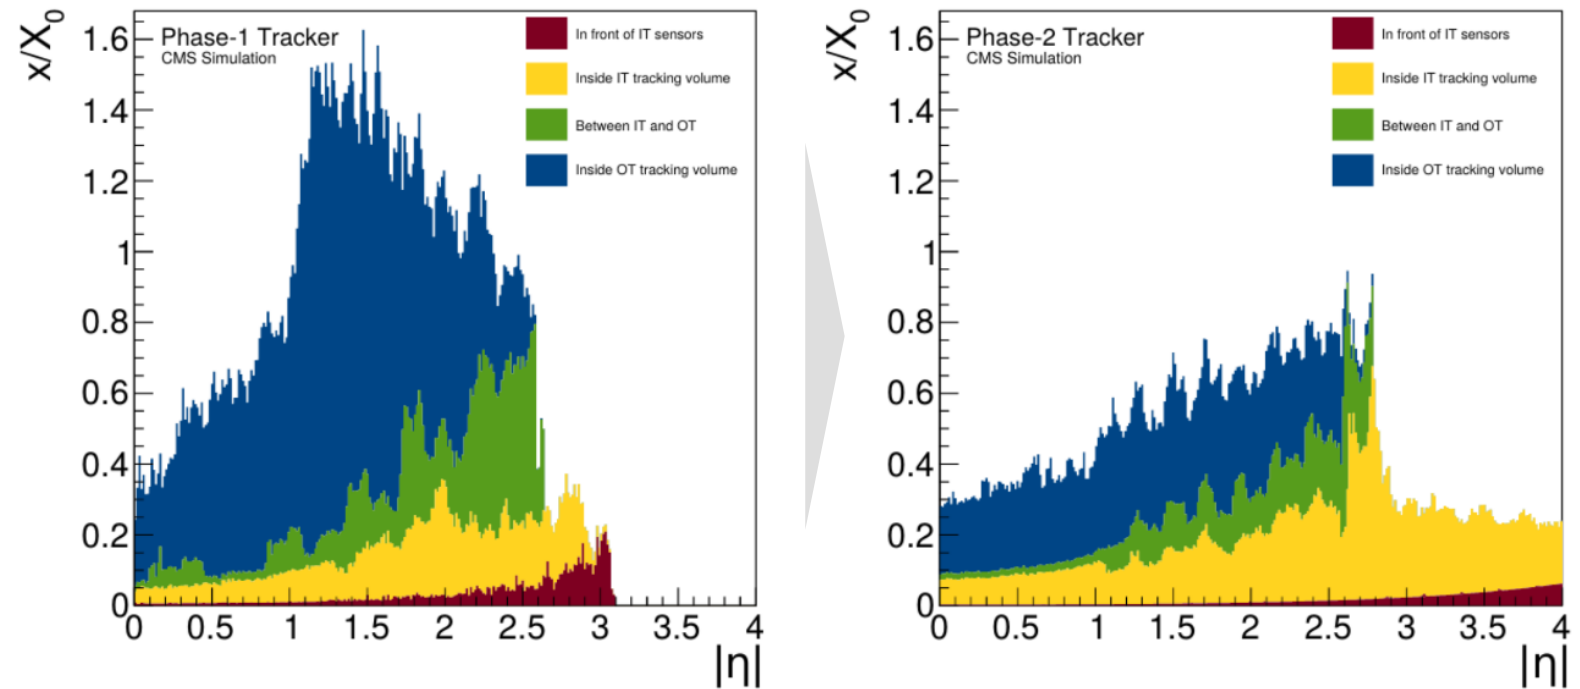 x/X0
1.6
1.4
1.2
1
0.8
0.6
0.4
0.2
0
Phase-1 Tracker
CMS Simulation
In front of IT sensors
Inside IT tracking volume
Between IT and OT
Inside OT tracking volume
0 0.5 1 1.5 2 2.5 3 3.5 4
|η|
x/X0
1.6
1.4
1.2
1
0.8
0.6
0.4
0.2
0
Phase-2 Tracker
CMS Simulation
In front of IT sensors
Inside IT tracking volume
Between IT and OT
Inside OT tracking volume
0 0.5 1 1.5 2 2.5 3 3.5 4
|η|